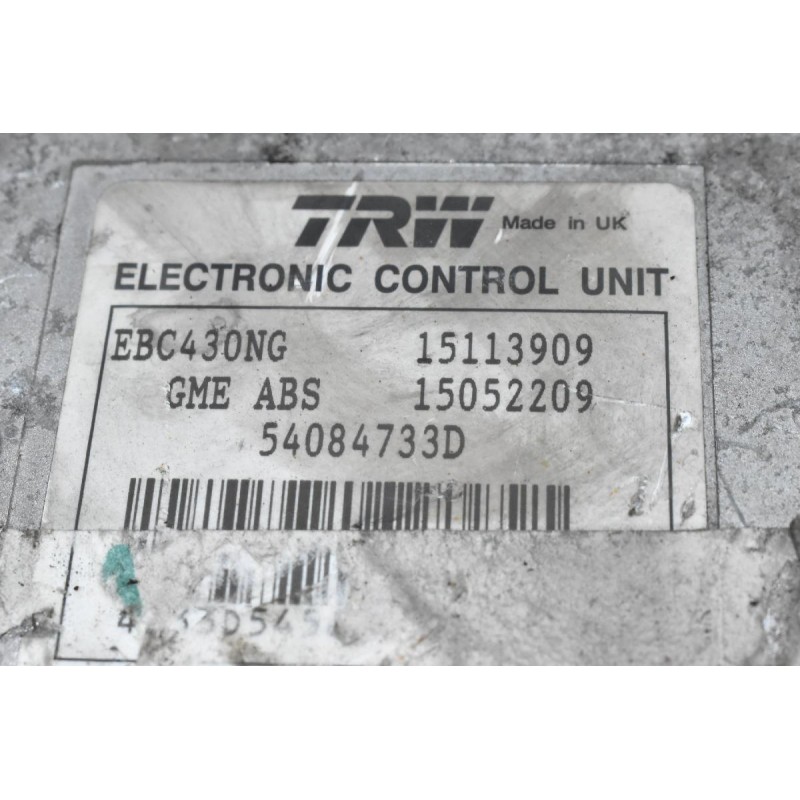 TRW Made in UK
ELECTRONIC CONTROL UNIT
EBC430NG 15113909
GME ABS 15052209
54084733D